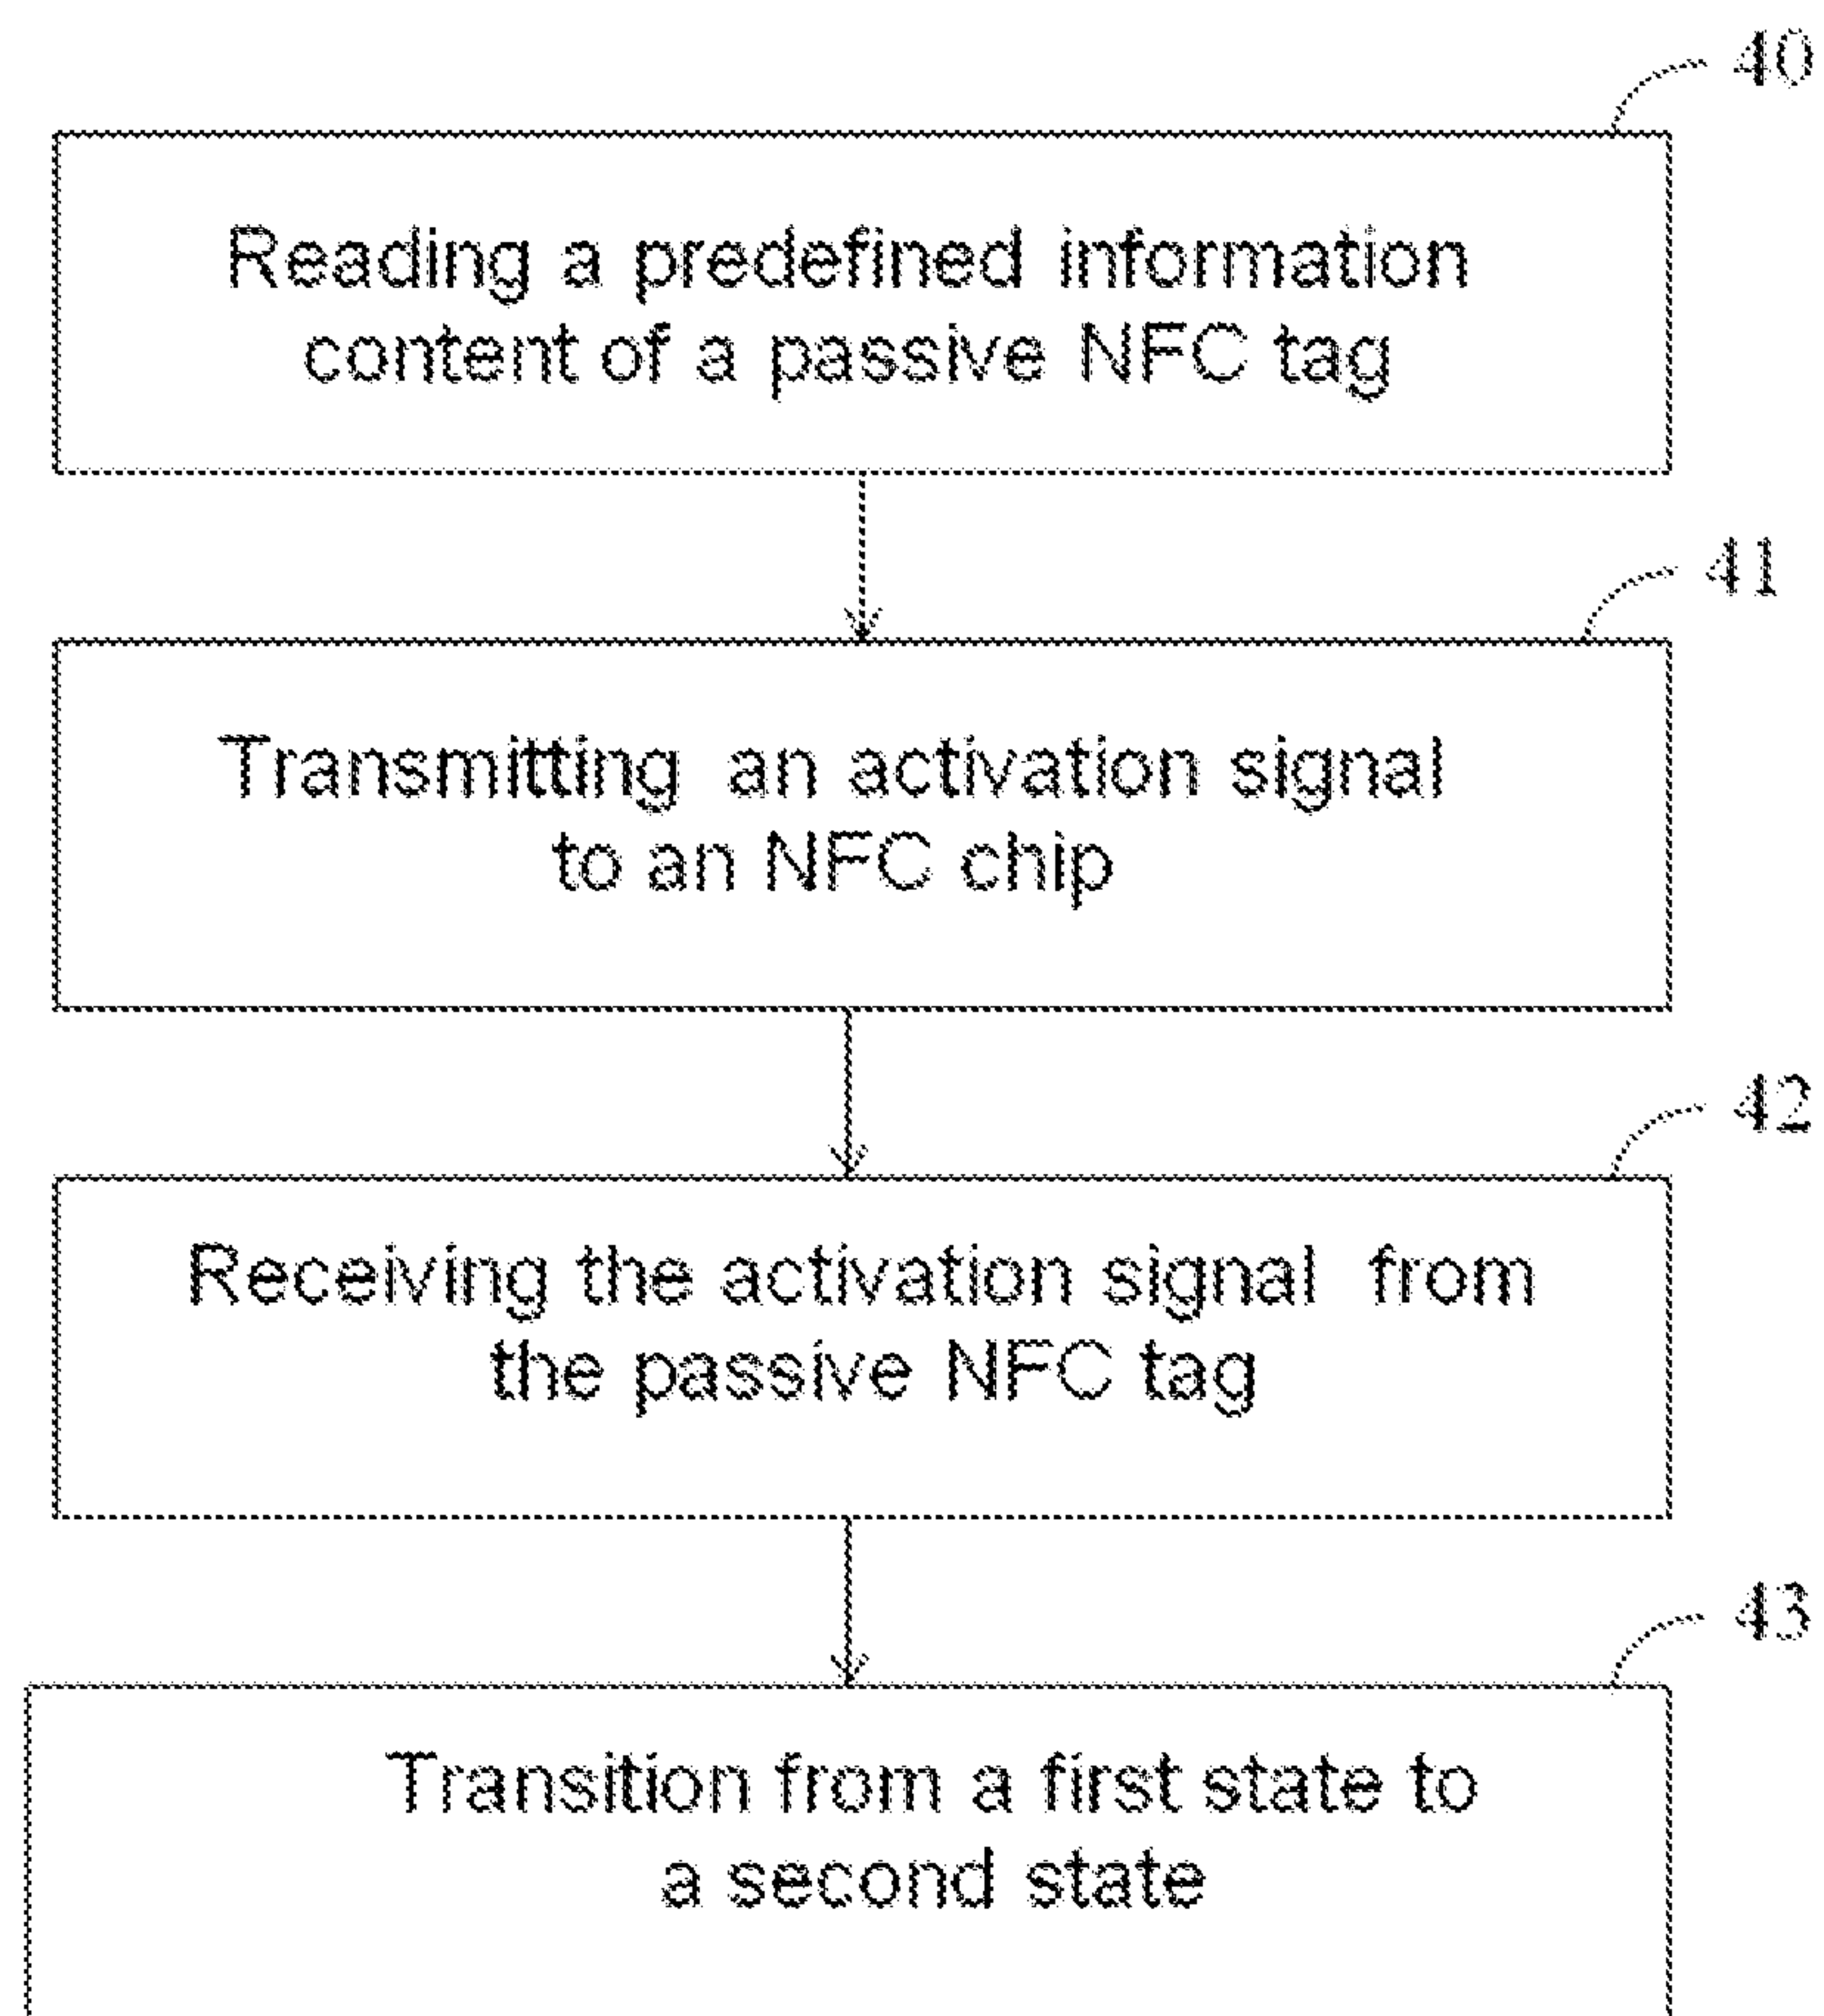 40
Reading a predefined information
content of a passive NFC tag
41
Transmitting an activation signal
to an NFC chip
42
Receiving the activation signal from
the passive NFC tag
43
Transition from a first state to
a second state